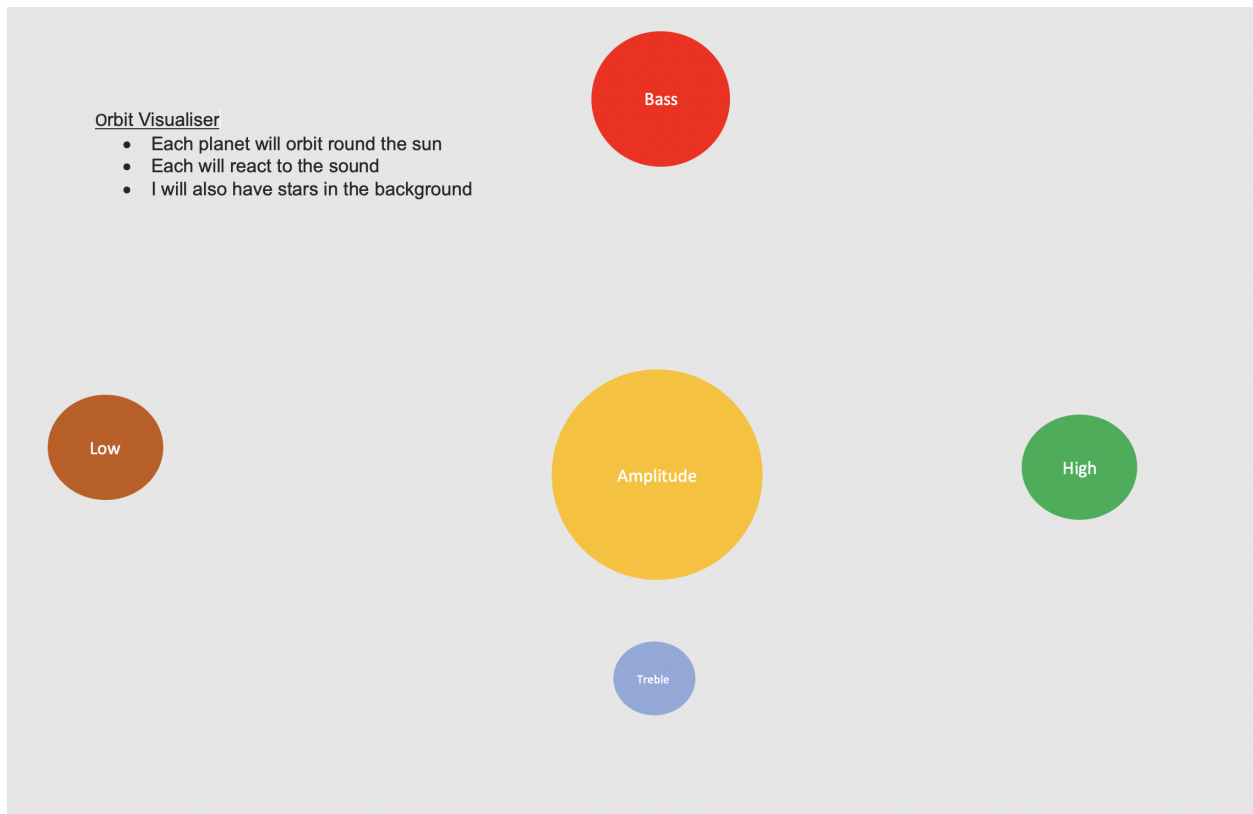 Bass
Orbit Visualiser
• Each planet will orbit round the sun
• Each will react to the sound
• I will also have stars in the background
Low
Amplitude
High
Treble